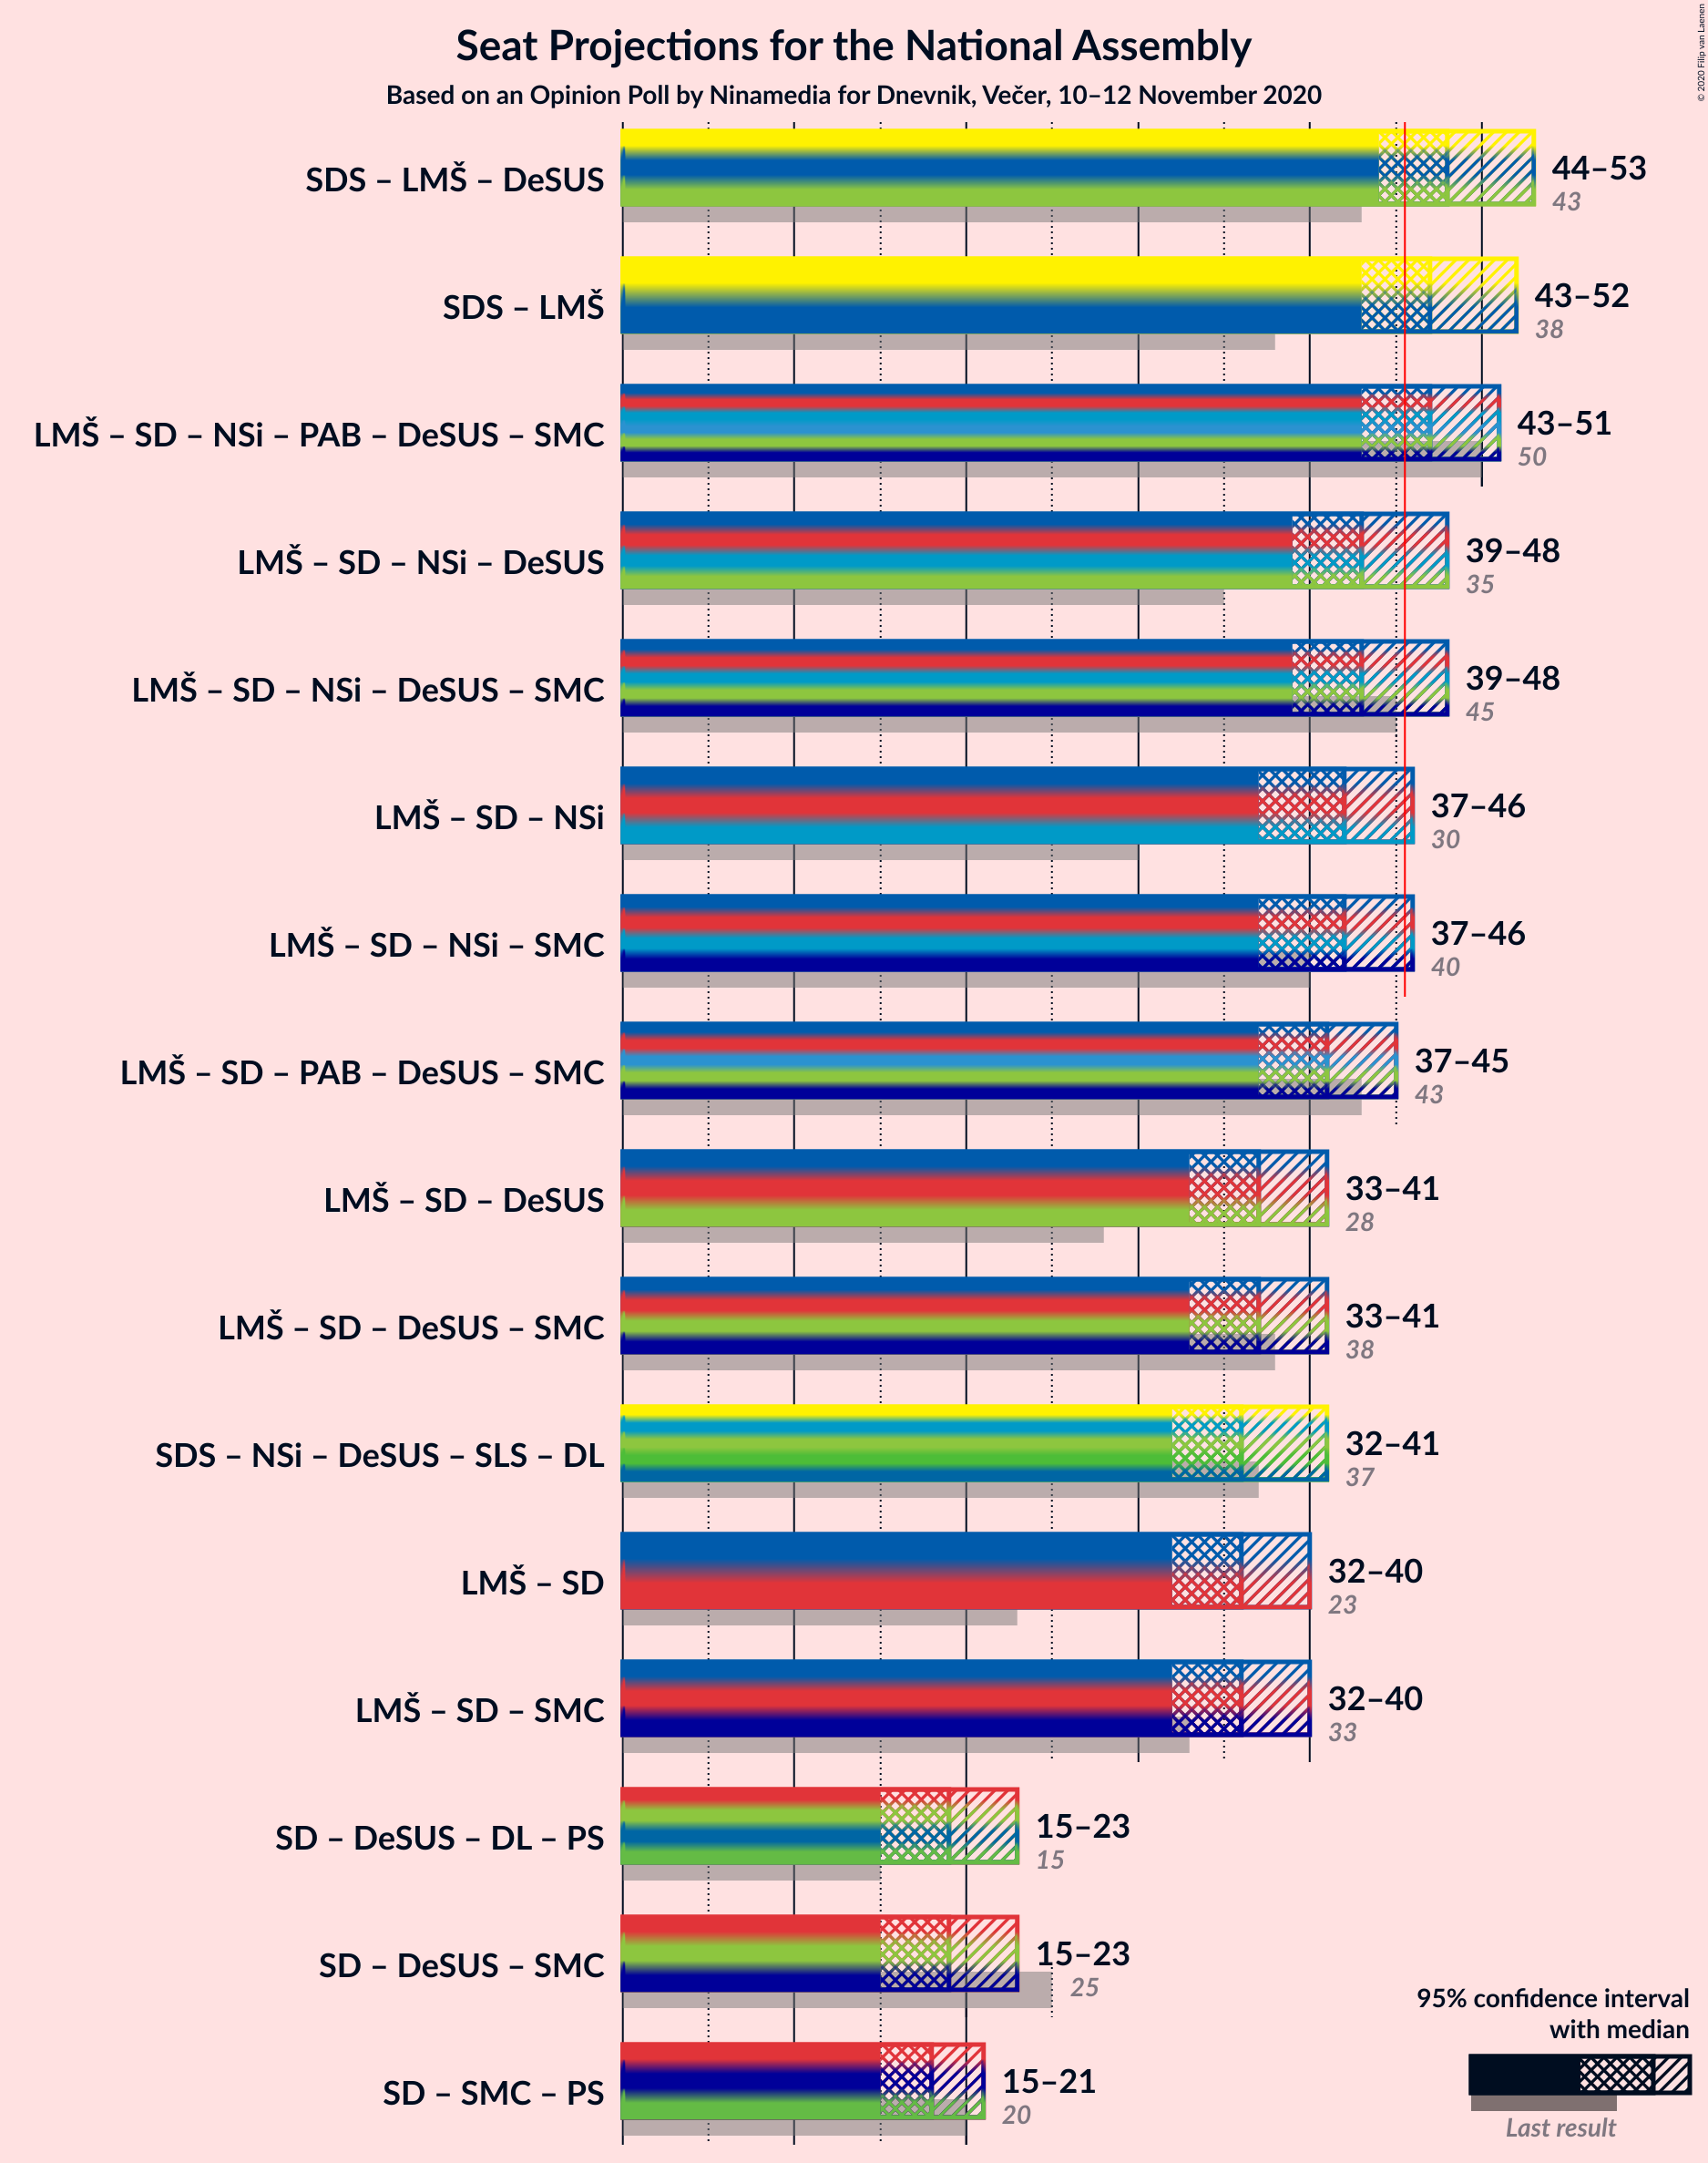 © 2020 Filip van Laenen
Seat Projections for the National Assembly
Based on an Opinion Poll by Ninamedia for Dnevnik, Večer, 10–12 November 2020
SDS – LMŠ – DeSUS
44–53
43
SDS – LMŠ
43–52
38
LMŠ – SD – NSi – PAB – DeSUS – SMC
43–51
50
LMŠ – SD – NSi – DeSUS
39–48
35
LMŠ – SD – NSi – DeSUS – SMC
39–48
45
LMŠ – SD – NSi
37–46
30
LMŠ – SD – NSi – SMC
37–46
40
LMŠ – SD – PAB – DeSUS – SMC
37–45
43
LMŠ – SD – DeSUS
33–41
28
LMŠ – SD – DeSUS – SMC
33–41
38
SDS – NSi – DeSUS – SLS – DL
32–41
37
LMŠ – SD
32–40
23
LMŠ – SD – SMC
32–40
33
SD – DeSUS – DL – PS
15–23
15
SD – DeSUS – SMC
15–23
25
SD – SMC – PS
15–21
20
95% confidence interval
with median
Last result